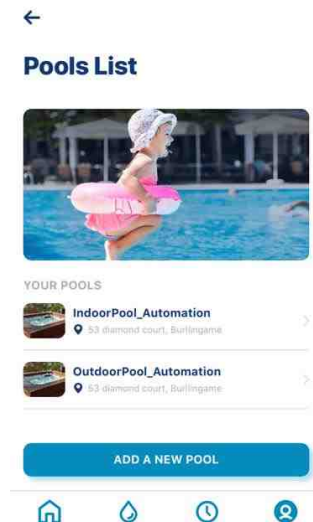 Pools List
YOUR POOLS
IndoorPool_Automation
53 diamond court, Burlingame
OutdoorPool_Automation
53 diamond court, Burlingame
ADD A NEW POOL